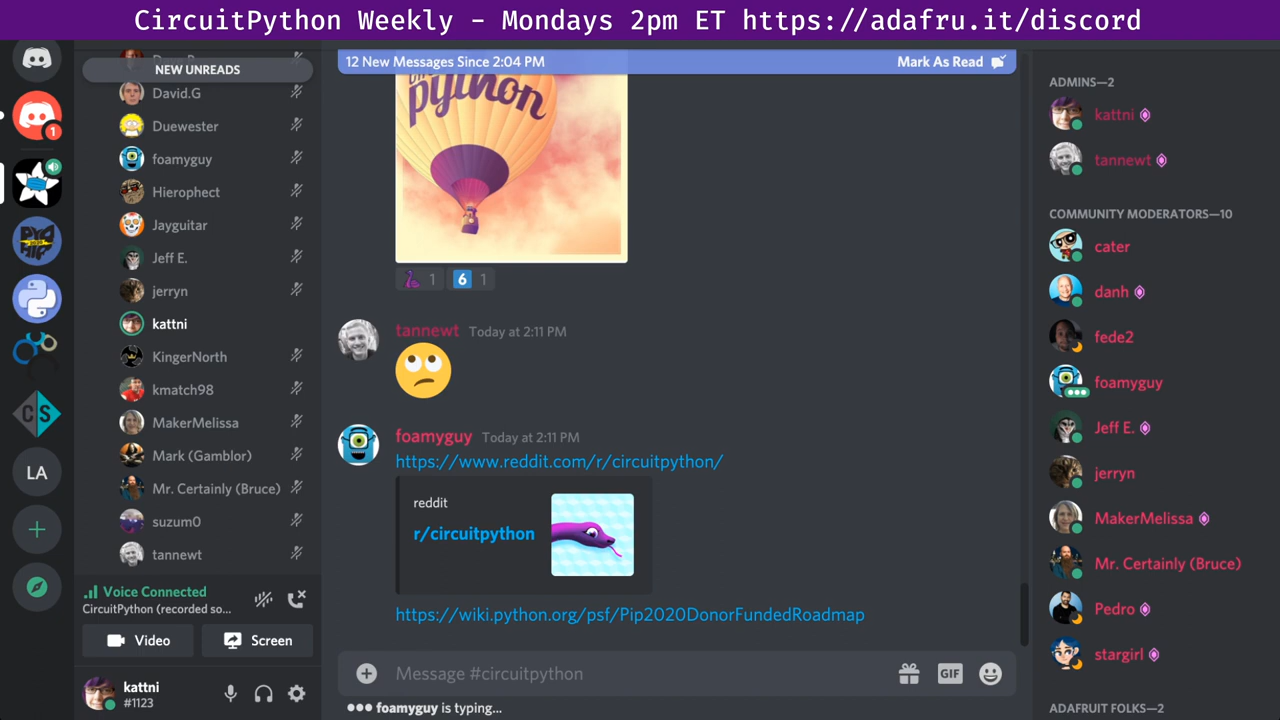 CircuitPython Weekly - Mondays 2pm ET https://adafru.it/discord
NEW UNREADS
David.G
Duewester
foamyguy
Hierophect
Jayguitar
Jeff E.
jerryn
kattni
KingerNorth
kmatch98
MakerMelissa
Mark (Gamblor)
Mr. Certainly (Bruce)
suzum0
tannewt
Voice Connected
CircuitPython (recorded so...
Video
Screen
kattni
#1123
1
LA
CS
12 New Messages Since 2:04 PM
Mark As Read
python
1
6 1
tannewt Today at 2:11 PM
foamyguy Today at 2:11 PM
https://www.reddit.com/r/circuitpython/
reddit
r/circuitpython
https://wiki.python.org/psf/Pip2020DonorFundedRoadmap
Message #circuitpython
GIF
foamyguy is typing...
ADMINS—2
kattni
tannewt
COMMUNITY MODERATORS—10
cater
danh
fede2
foamyguy
Jeff E.
jerryn
MakerMelissa
Mr. Certainly (Bruce)
Pedro
stargirl
ADAFRUIT FOLKS—2